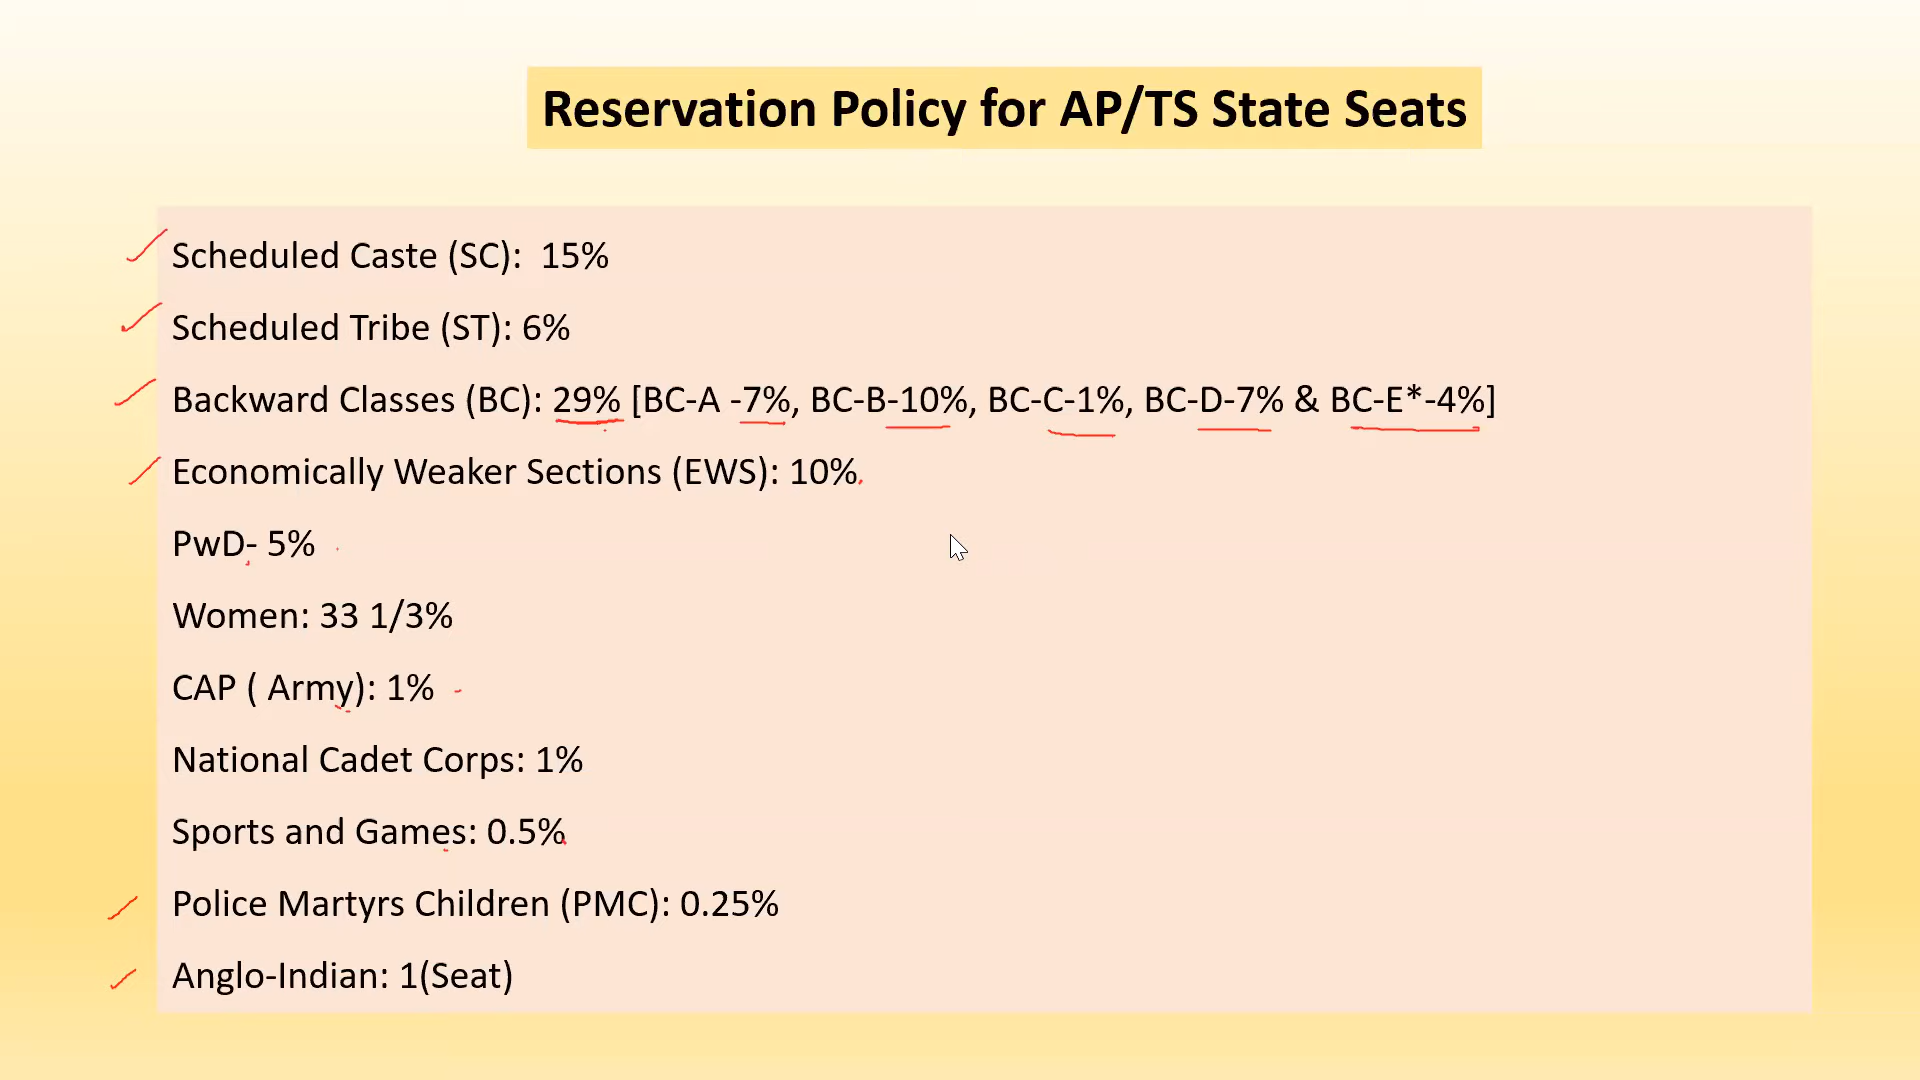 Reservation Policy for AP/TS State Seats
Scheduled Caste (SC): 15%
Scheduled Tribe (ST): 6%
Backward Classes (BC): 29% [BC-A -7%, BC-B-10%, BC-C-1%, BC-D-7% & BC-E*-4%]
Economically Weaker Sections (EWS): 10%
PwD- 5%
Women: 33 1/3%
CAP ( Army): 1%
National Cadet Corps: 1%
Sports and Games: 0.5%
Police Martyrs Children (PMC): 0.25%
Anglo-Indian: 1(Seat)